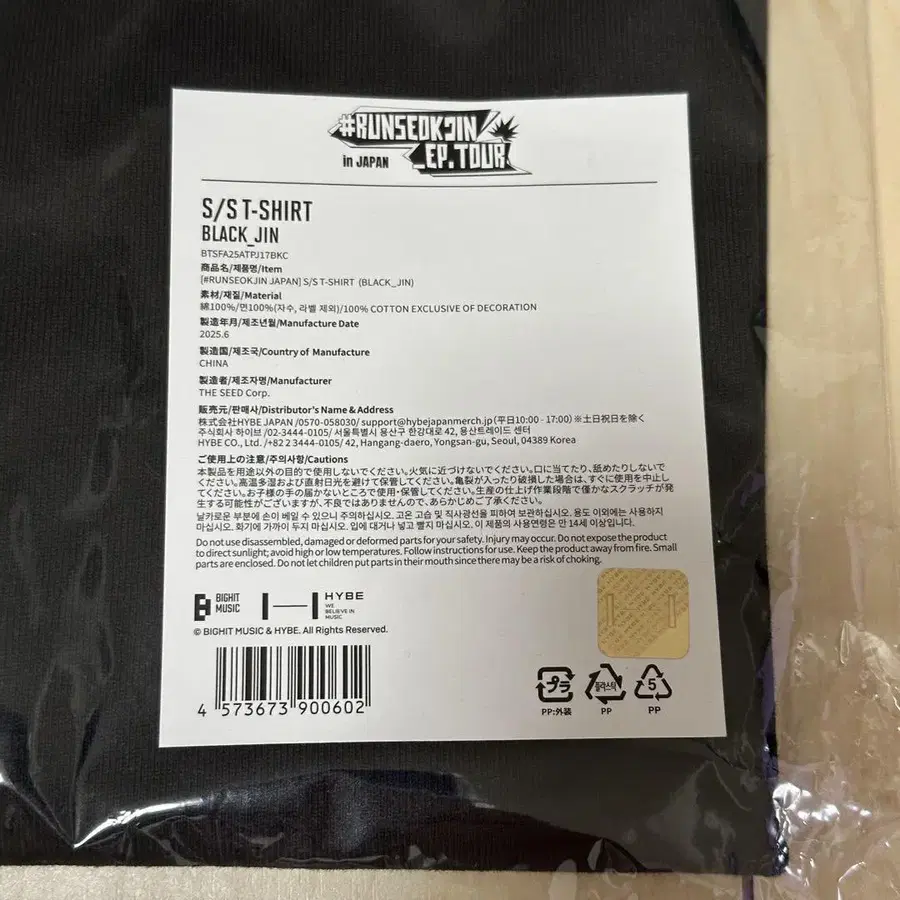 #RUNSEOKJIN
_EP.TOUR
in JAPAN
S/S T-SHIRT
BLACK_JIN
BTSFA25ATPJ17BKC
商品名/제품명/Item
[#RUNSEOKJIN JAPAN] S/S T-SHIRT (BLACK_JIN)
素材/재질/Material
綿100%/면100%(자수, 라벨 제외)/100% COTTON EXCLUSIVE OF DECORATION
製造年月/제조년월/Manufacture Date
2025.6
製造国/제조국/Country of Manufacture
CHINA
製造者/제조자명/Manufacturer
THE SEED Corp.
販売元/판매사/Distributor's Name & Address
株式会社HYBE JAPAN /0570-058030/ support@hybejapanmerch.jp (平日10:00 - 17:00) ※土日祝日を除く
주식회사 하이브 /02-3444-0105/ 서울특별시 용산구 한강대로 42, 용산트레이드 센터
HYBE CO., Ltd. /+82 2 3444-0105/ 42, Hangang-daero, Yongsan-gu, Seoul, 04389 Korea
ご使用上の注意/주의사항/Cautions
本製品を用途以外の目的で使用しないでください。火気に近づけないでください。口に当てたり、舐めたりしないで
ください。高温多湿および直射日光を避けて保管してください。亀裂が入ったり破損した場合は、すぐに使用を中止し
てください。お子様の手の届かないところで使用・保管してください。生産の仕上げ作業段階で僅かなスクラッチが発
生する可能性がございますが、不良ではありませんので、あらかじめご了承ください。
날카로운 부분에 손이 베일 수 있으니 주의하십시오. 고온 고습 및 직사광선을 피하여 보관하십시오. 용도 이외에는 사용하지
마십시오. 화기에 가까이 두지 마십시오. 입에 대거나 넣고 빨지 마십시오. 이 제품의 사용연령은 만 14세 이상입니다.
Do not use disassembled, damaged or deformed parts for your safety. Injury may occur. Do not expose the product
to direct sunlight; avoid high or low temperatures. Follow instructions for use. Keep the product away from fire. Small
parts are enclosed. Do not let children put parts in their mouth since there may be a risk of choking.
BIGHIT
MUSIC
HYBE
WE
BELIEVE IN
MUSIC
© BIGHIT MUSIC & HYBE. All Rights Reserved.
4 573673 900602
プラ
PP:外装
플라스틱
PP
5
PP